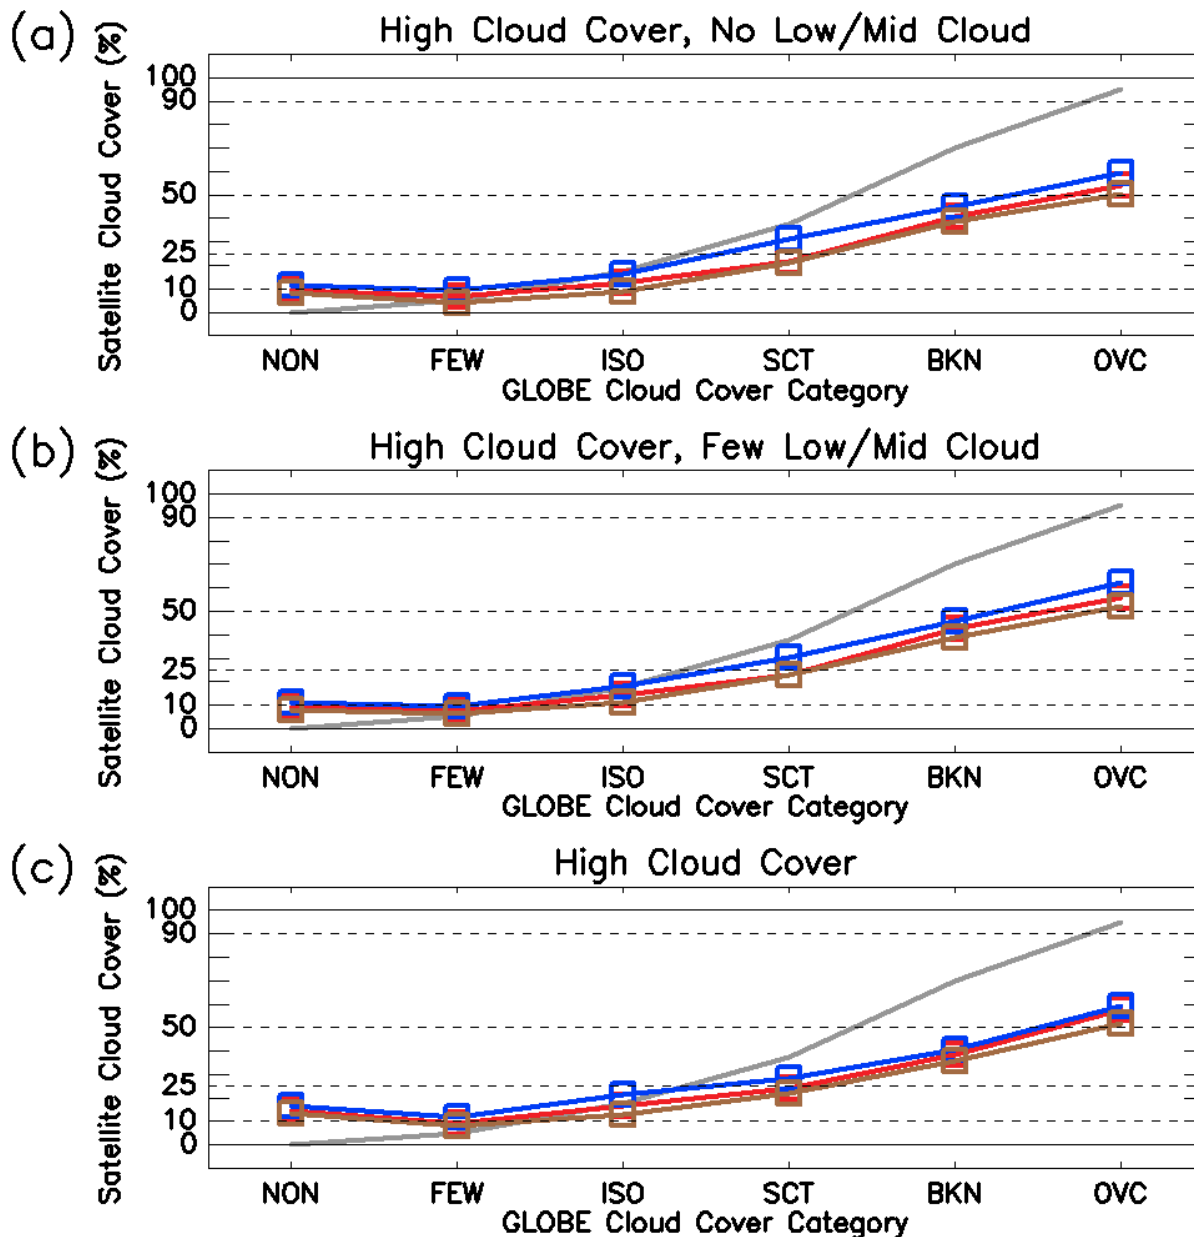 (a)
High Cloud Cover, No Low/Mid Cloud
Satellite Cloud Cover (%)
100
90
50
25
10
0
NON FEW ISO SCT BKN OVC
GLOBE Cloud Cover Category
(b)
High Cloud Cover, Few Low/Mid Cloud
Satellite Cloud Cover (%)
100
90
50
25
10
0
NON FEW ISO SCT BKN OVC
GLOBE Cloud Cover Category
(c)
High Cloud Cover
Satellite Cloud Cover (%)
100
90
50
25
10
0
NON FEW ISO SCT BKN OVC
GLOBE Cloud Cover Category